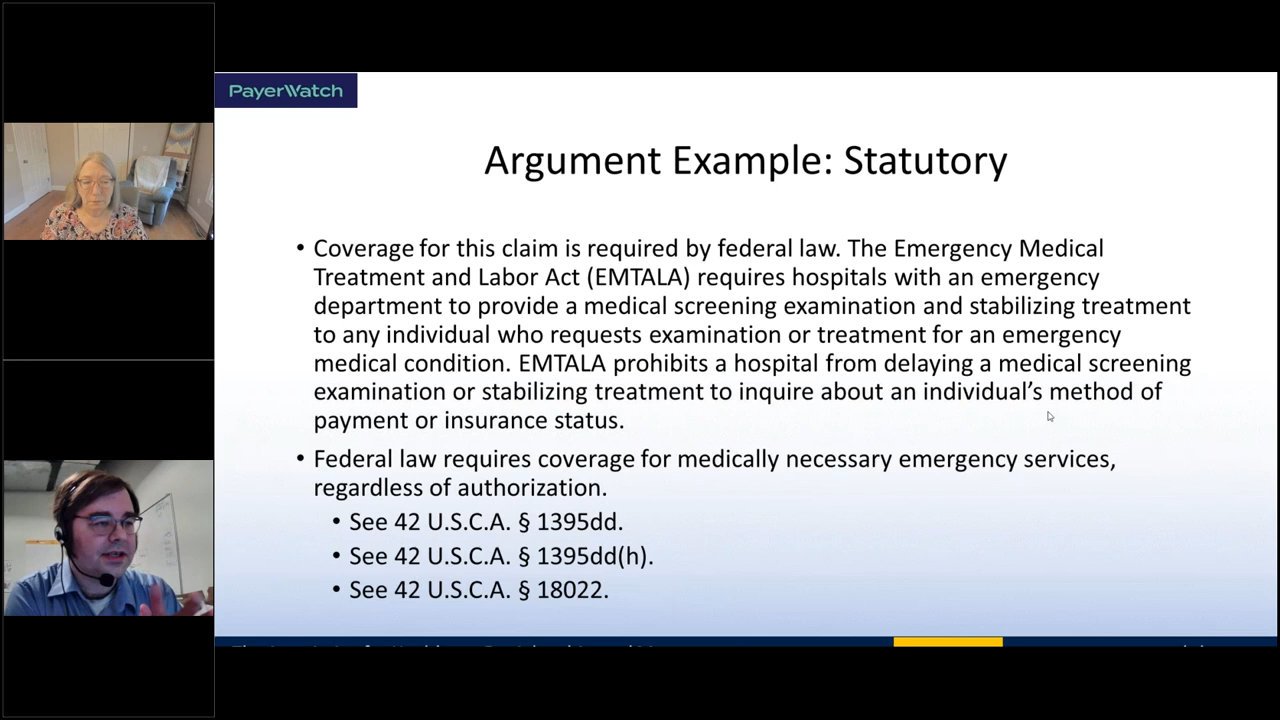 PayerWatch
Argument Example: Statutory
• Coverage for this claim is required by federal law. The Emergency Medical
Treatment and Labor Act (EMTALA) requires hospitals with an emergency
department to provide a medical screening examination and stabilizing treatment
to any individual who requests examination or treatment for an emergency
medical condition. EMTALA prohibits a hospital from delaying a medical screening
examination or stabilizing treatment to inquire about an individual’s method of
payment or insurance status.
• Federal law requires coverage for medically necessary emergency services,
regardless of authorization.
• See 42 U.S.C.A. § 1395dd.
• See 42 U.S.C.A. § 1395dd(h).
• See 42 U.S.C.A. § 18022.